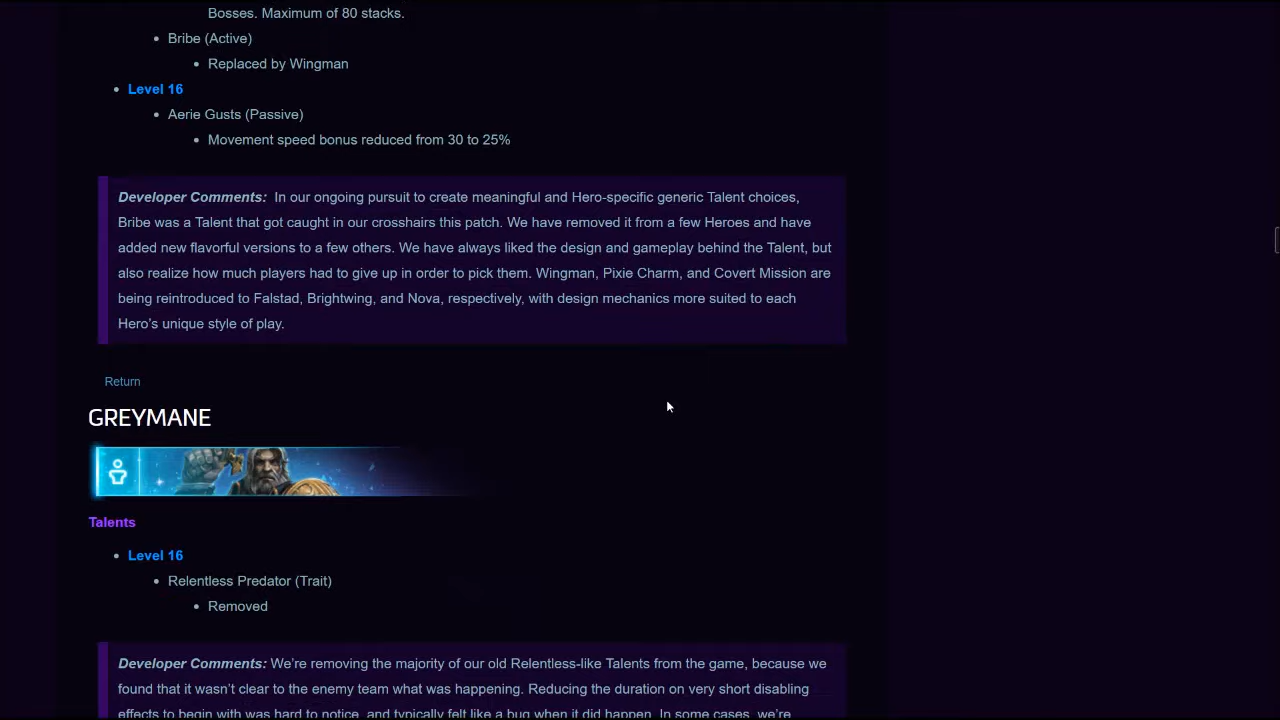 Bosses. Maximum of 80 stacks.
Bribe (Active)
Replaced by Wingman
Level 16
Aerie Gusts (Passive)
Movement speed bonus reduced from 30 to 25%
Developer Comments:  In our ongoing pursuit to create meaningful and Hero-specific generic Talent choices,
Bribe was a Talent that got caught in our crosshairs this patch. We have removed it from a few Heroes and have
added new flavorful versions to a few others. We have always liked the design and gameplay behind the Talent, but
also realize how much players had to give up in order to pick them. Wingman, Pixie Charm, and Covert Mission are
being reintroduced to Falstad, Brightwing, and Nova, respectively, with design mechanics more suited to each
Hero’s unique style of play.
Return
GREYMANE
Talents
Level 16
Relentless Predator (Trait)
Removed
Developer Comments: We’re removing the majority of our old Relentless-like Talents from the game, because we
found that it wasn’t clear to the enemy team what was happening. Reducing the duration on very short disabling
effects to begin with was hard to notice, and typically felt like a bug when it did happen. In some cases, we’re